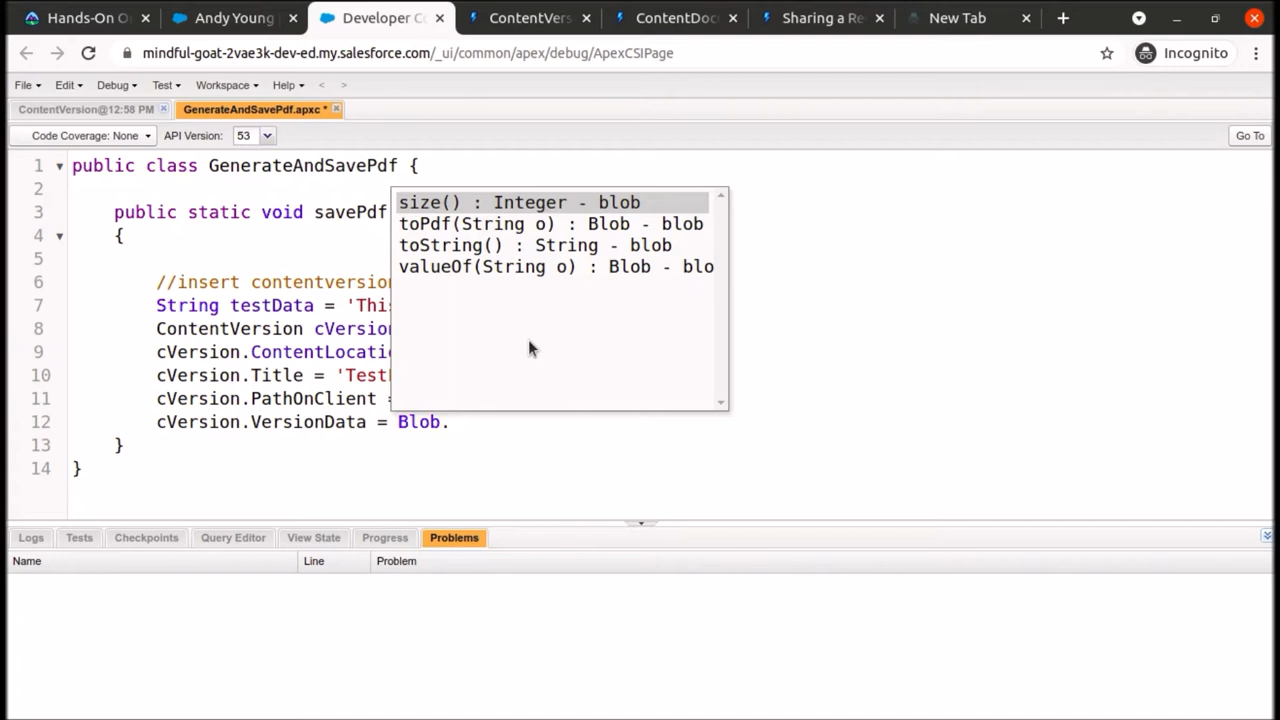 Hands-On O
Andy Young
Developer C
ContentVers
ContentDoc
Sharing a Re
New Tab
mindful-goat-2vae3k-dev-ed.my.salesforce.com/_ui/common/apex/debug/ApexCSIPage
Incognito
File Edit Debug Test Workspace Help < >
ContentVersion@12:58 PM
GenerateAndSavePdf.apxc *
Code Coverage: None API Version: 53 Go To
1 public class GenerateAndSavePdf {
2
3 public static void savePdf
4 {
5
6 //insert contentversion
7 String testData = 'This
8 ContentVersion cVersion
9 cVersion.ContentLocatio
10 cVersion.Title = 'Test
11 cVersion.PathOnClient =
12 cVersion.VersionData = Blob.
13 }
14 }
size() : Integer - blob
toPdf(String o) : Blob - blob
toString() : String - blob
valueOf(String o) : Blob - blo
Logs Tests Checkpoints Query Editor View State Progress Problems
Name Line Problem